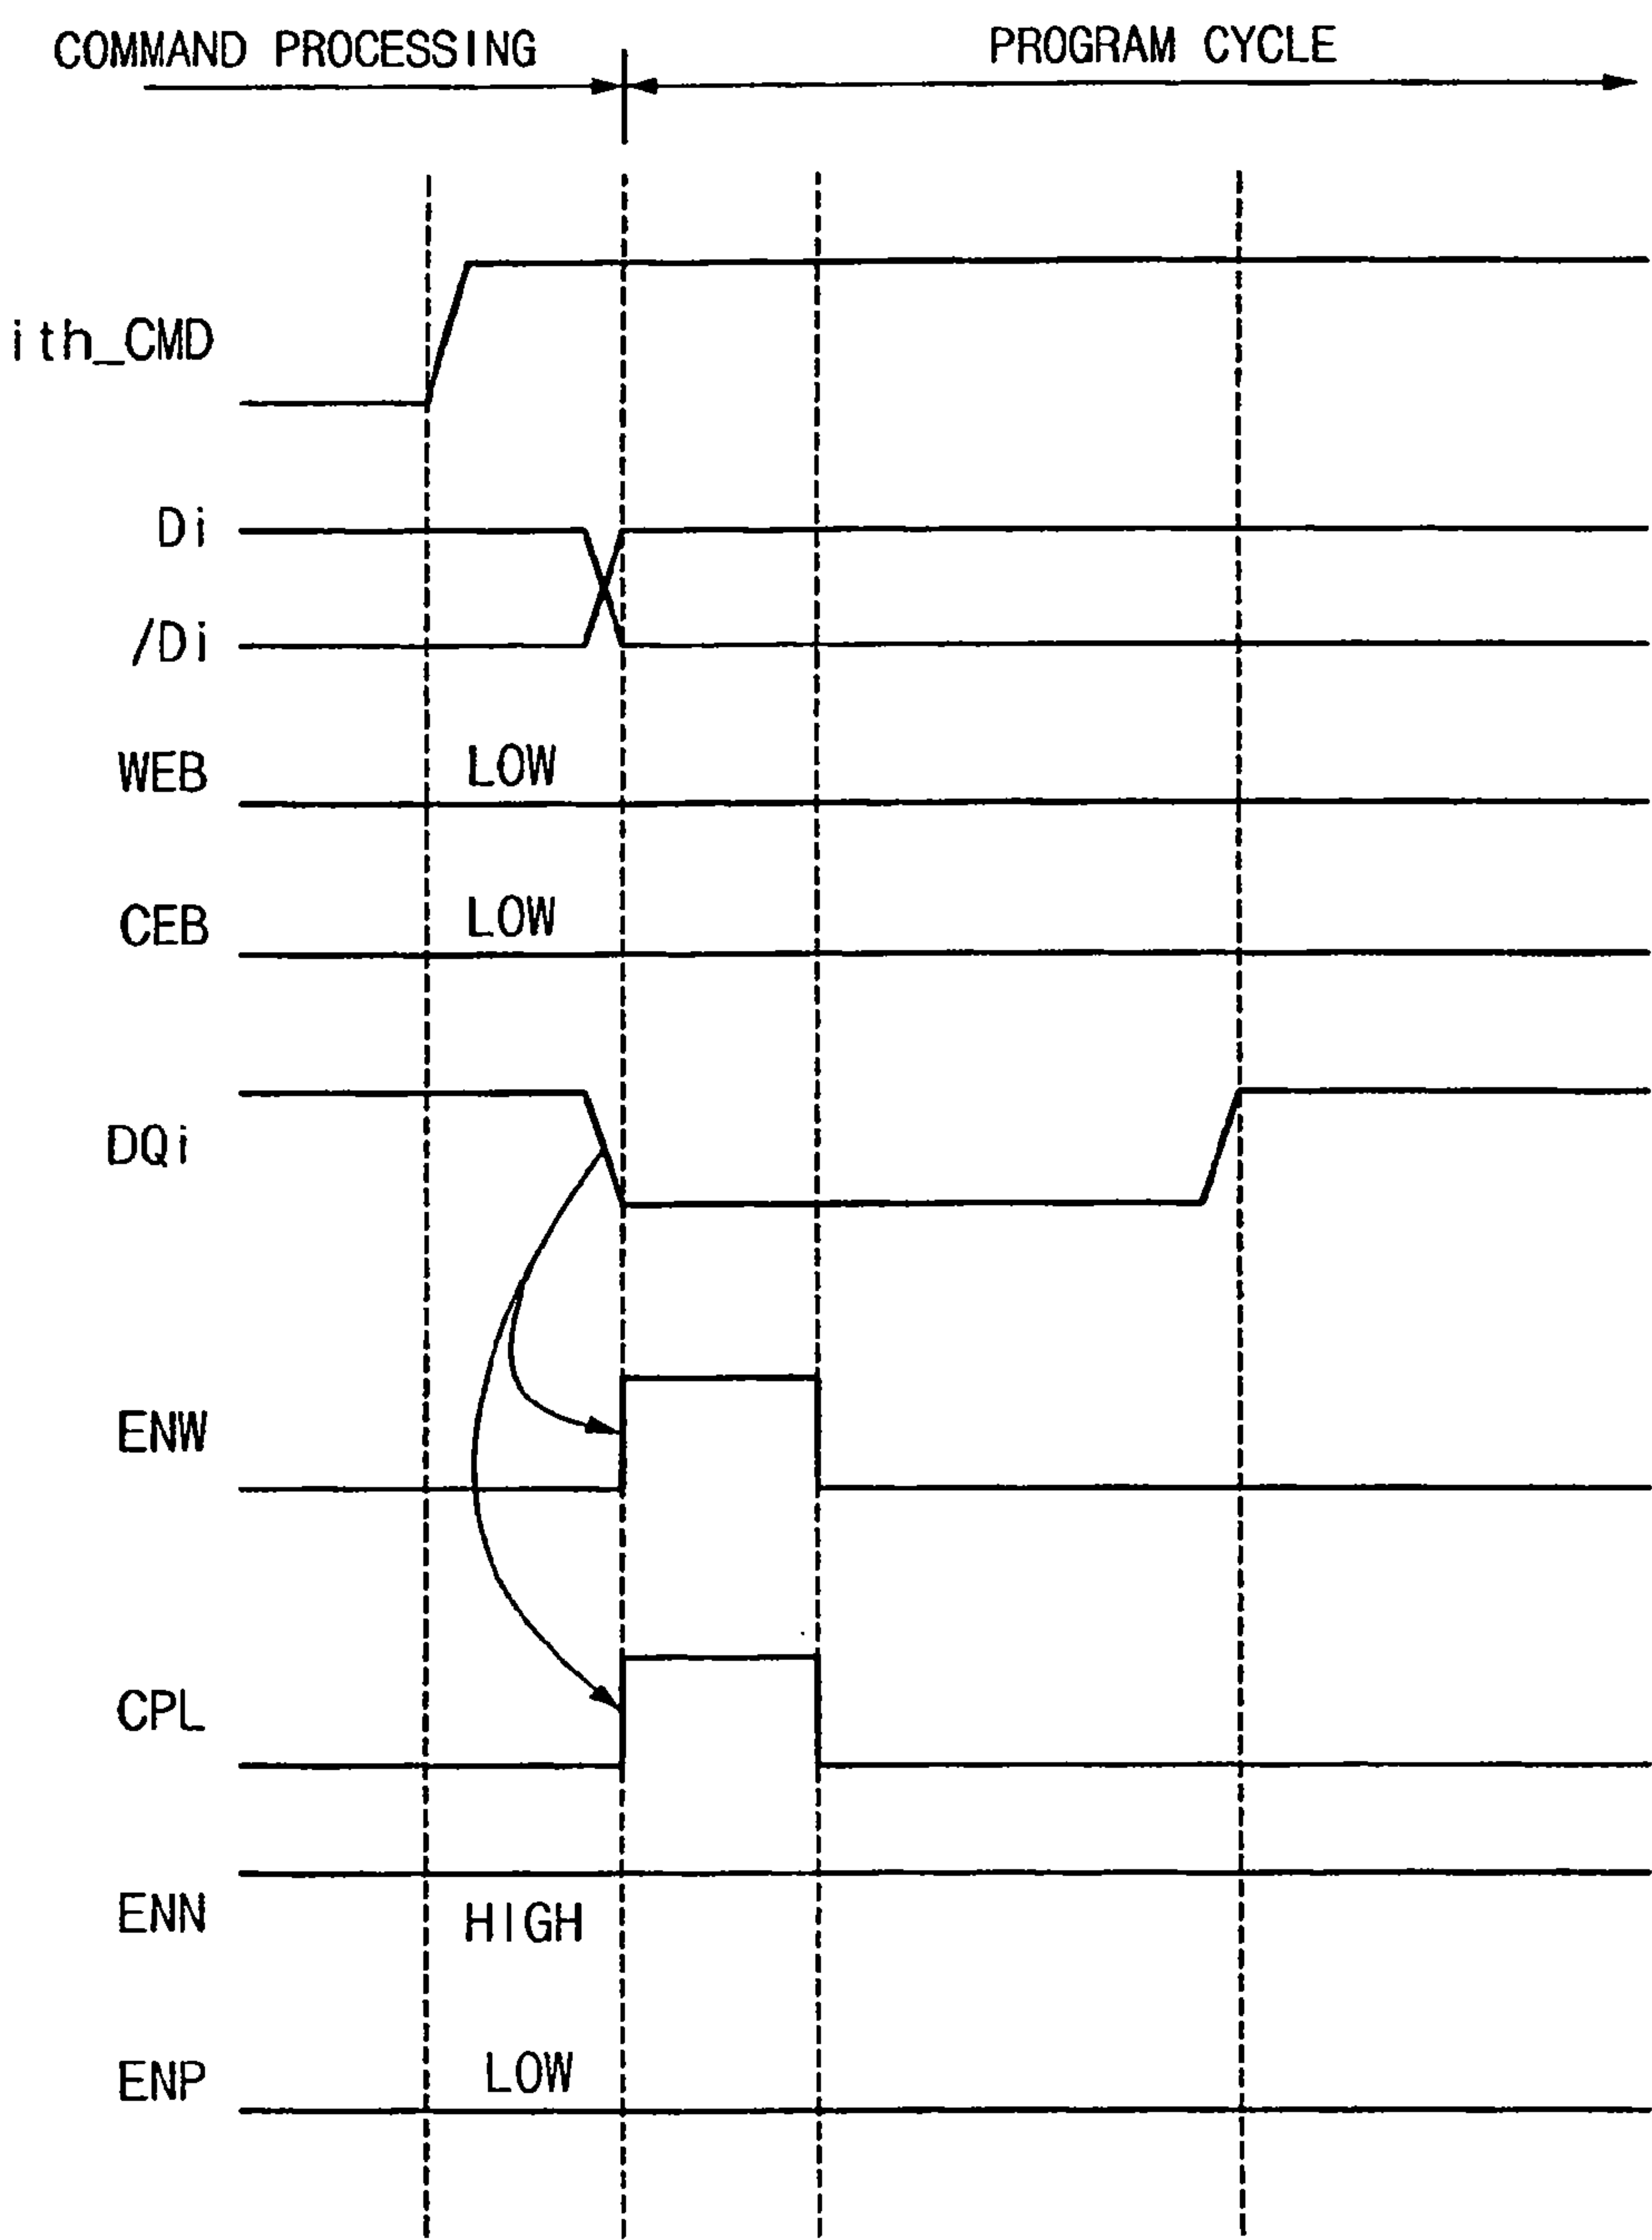 COMMAND PROCESSING PROGRAM CYCLE
ith_CMD
Di
/Di
WEB LOW
CEB LOW
DQi
ENW
CPL
ENN HIGH
ENP LOW